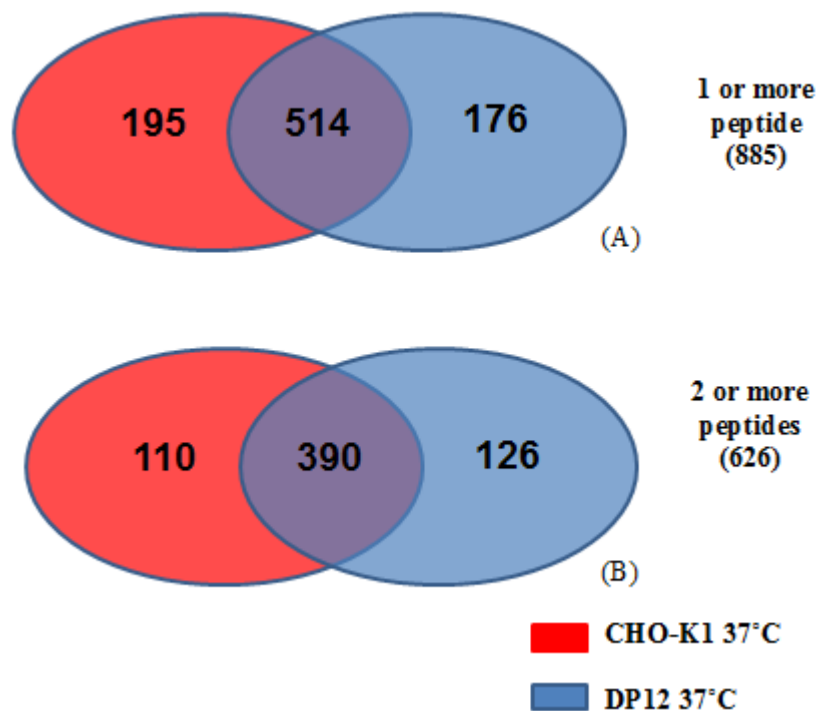 195 514 176
1 or more
peptide
(885)
(A)
110 390 126
2 or more
peptides
(626)
(B)
CHO-K1 37°C
DP12 37°C